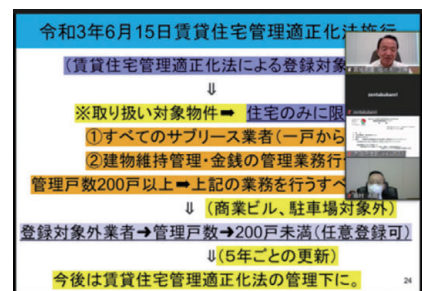 令和3年6月15日賃貸住宅管理適正化法施行
(賃貸住宅管理適正化法による登録対象
⇓
※取り扱い対象物件➡ 住宅のみに限
①すべてのサブリース業者(一戸から
②建物維持管理・金銭の管理業務行
管理戸数200戸以上➡上記の業務を行うすべ
⇓ (商業ビル、駐車場対象外)
登録対象外業者➜管理戸数➜200戸未満(任意登録可)
⇓(5年ごとの更新)
今後は賃貸住宅管理適正化法の管理下に。
24
zentakukanri